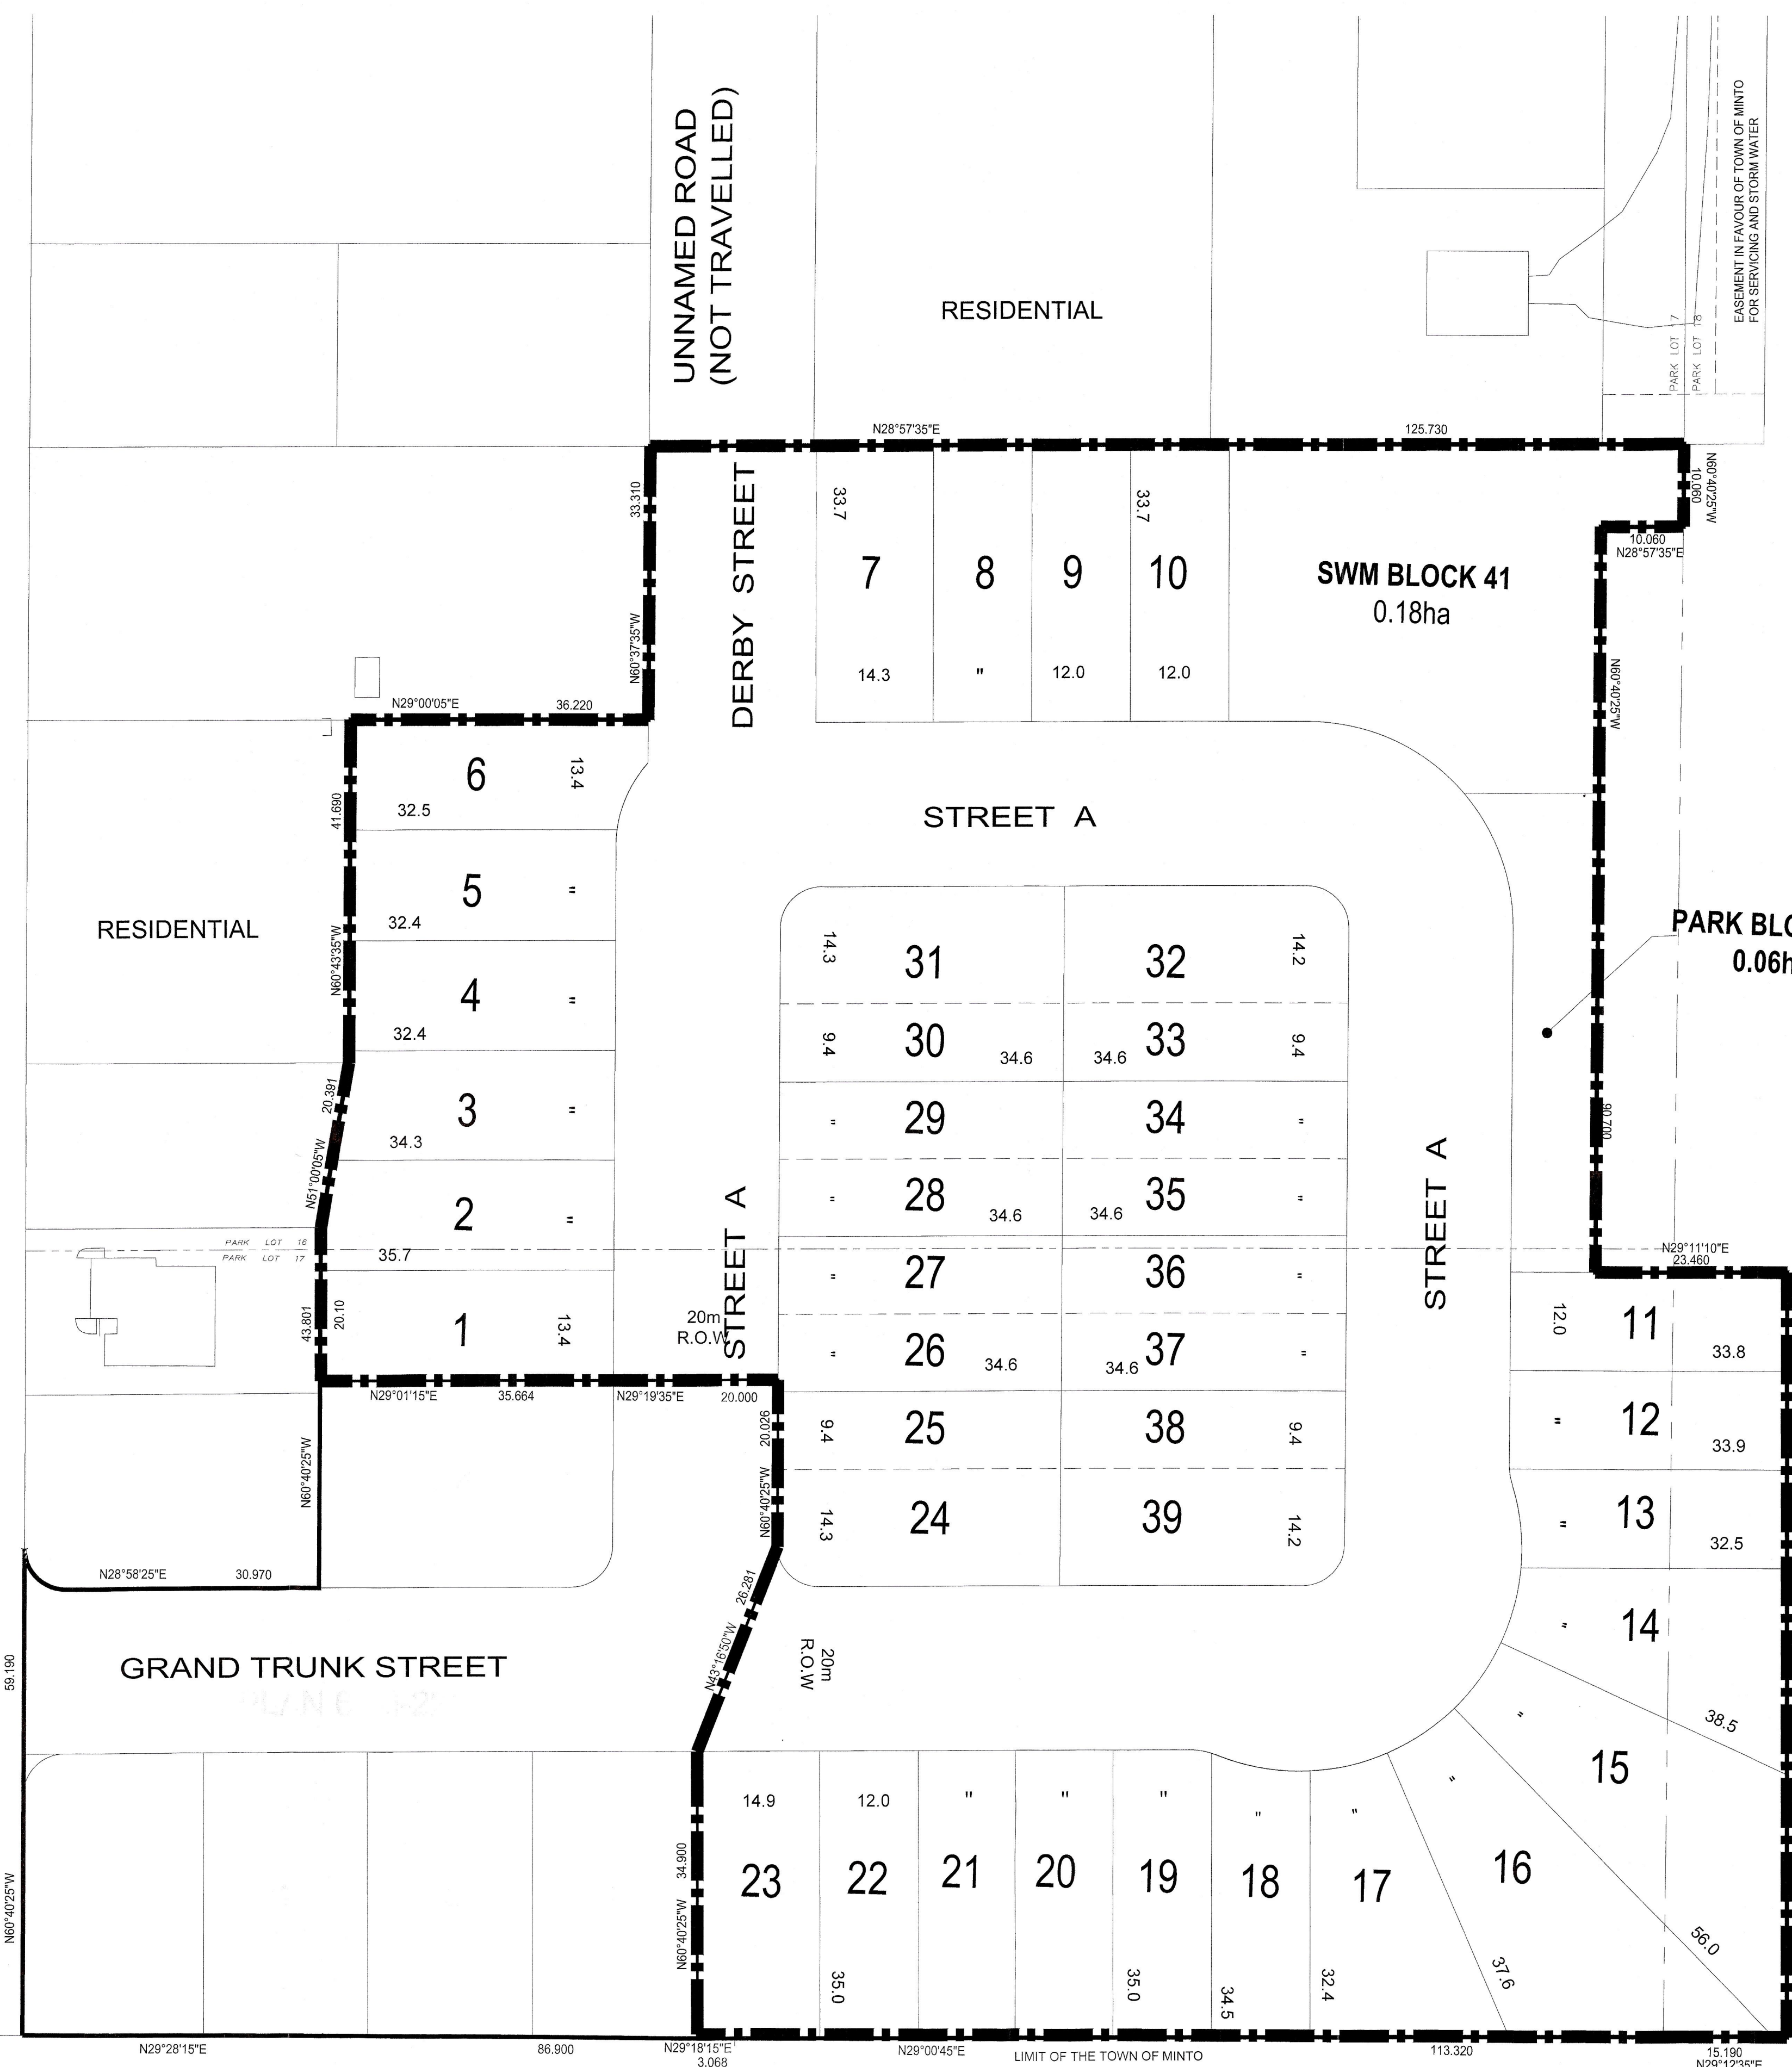 UNNAMED ROAD
(NOT TRAVELLED)
RESIDENTIAL
EASEMENT IN FAVOUR OF TOWN OF MINTO
FOR SERVICING AND STORM WATER
PARK LOT 17
PARK LOT 18
N28°57'35"E
125.730
N60°40'25"W
10.060
10.060
N28°57'35"E
33.310
N60°37'35"W
DERBY STREET
33.7
33.7
7
8
9
10
14.3
"
12.0
12.0
SWM BLOCK 41
0.18ha
N60°40'25"W
90.700
N29°00'05"E
36.220
41.690
N60°43'35"W
RESIDENTIAL
6
13.4
32.5
5
"
32.4
4
"
32.4
3
"
34.3
2
"
35.7
1
13.4
20.391
N51°00'05"W
PARK LOT 16
PARK LOT 17
43.801
20.10
STREET A
STREET A
20m
R.O.W
STREET A
PARK BLO
0.06h
31
14.3
32
14.2
30
9.4
34.6
34.6
33
9.4
29
"
34
"
28
"
34.6
34.6
35
"
27
"
36
"
26
"
34.6
34.6
37
"
25
9.4
38
9.4
24
14.3
39
14.2
N29°11'10"E
23.460
11
12.0
33.8
12
"
33.9
13
"
32.5
14
"
38.5
15
"
56.0
16
"
37.6
N29°01'15"E
35.664
N29°19'35"E
20.000
20.026
N60°40'25"W
N60°40'25"W
26.281
N43°16'50"W
20m
R.O.W
N28°58'25"E
30.970
GRAND TRUNK STREET
59.190
N60°40'25"W
34.900
N60°40'25"W
14.9
12.0
"
"
"
"
"
23
22
21
20
19
18
17
35.0
35.0
34.5
32.4
N29°28'15"E
86.900
N29°18'15"E
3.068
N29°00'45"E
LIMIT OF THE TOWN OF MINTO
113.320
15.190
N29°12'35"E